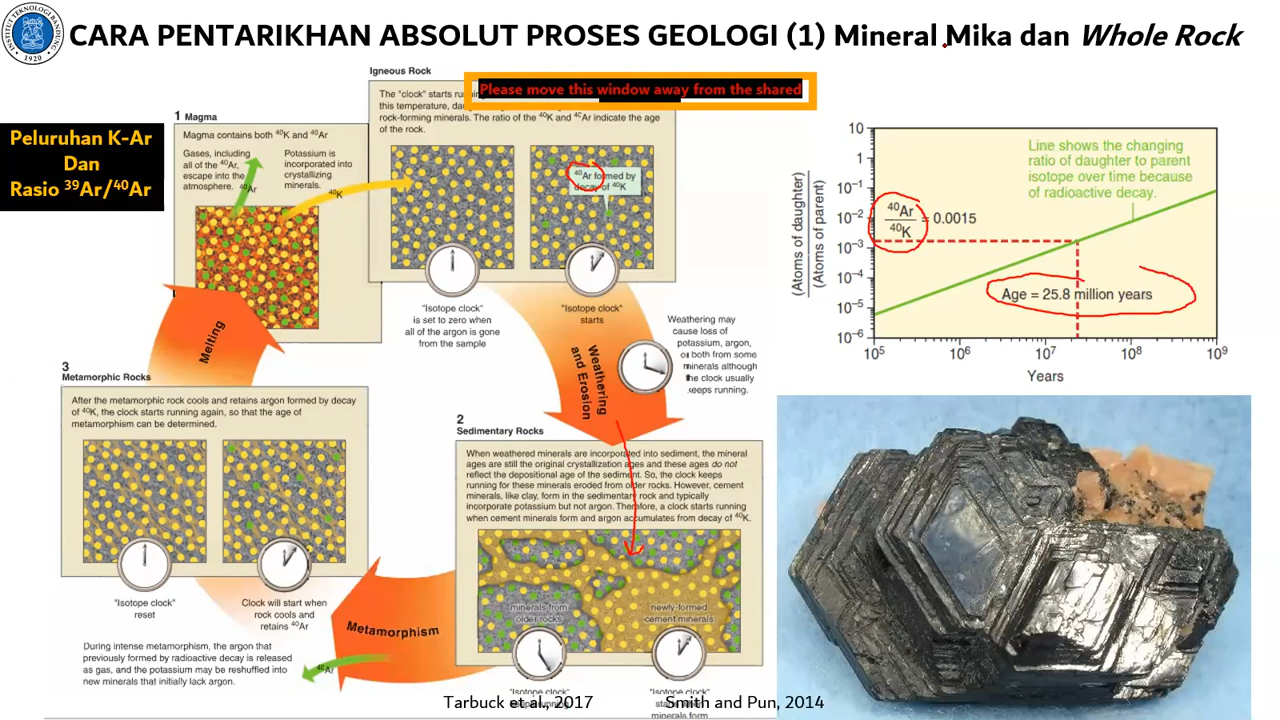 INSTITUT TEKNOLOGI BANDUNG
1920
CARA PENTARIKHAN ABSOLUT PROSES GEOLOGI (1) Mineral Mika dan Whole Rock
Peluruhan K-Ar
Dan
Rasio ³⁹Ar/⁴⁰Ar
Igneous Rock
Please move this window away from the shared
The "clock" starts
this temperature,
rock-forming minerals. The ratio of the ⁴⁰K and ⁴⁰Ar indicate the age
of the rock.
⁴⁰Ar formed by
decay of ⁴⁰K
"Isotope clock"
is set to zero when
all of the argon is gone
from the sample
"Isotope clock"
starts
1 Magma
Magma contains both ⁴⁰K and ⁴⁰Ar
Gases, including
all of the ⁴⁰Ar,
escape into the
atmosphere.
⁴⁰Ar
Potassium is
incorporated into
crystallizing
minerals.
⁴⁰K
Melting
Weathering
and Erosion
Weathering may
cause loss of
potassium, argon,
or both from some
minerals although
the clock usually
keeps running.
2
Sedimentary Rocks
When weathered minerals are incorporated into sediment, the mineral
ages are still the original crystallization ages and these ages do not
reflect the depositional age of the sediment. So, the clock keeps
running for these minerals eroded from older rocks. However, cement
minerals, like clay, form in the sedimentary rock and typically
incorporate potassium but not argon. Therefore, a clock starts running
when cement minerals form and argon accumulates from decay of ⁴⁰K.
minerals from
older rocks
newly-formed
cement minerals
"Isotope clock"
running
"Isotope clock"
starts when
minerals form
Metamorphism
⁴⁰Ar
3
Metamorphic Rocks
After the metamorphic rock cools and retains argon formed by decay
of ⁴⁰K, the clock starts running again, so that the age of
metamorphism can be determined.
"Isotope clock"
reset
Clock will start when
rock cools and
retains ⁴⁰Ar
During intense metamorphism, the argon that
previously formed by radioactive decay is released
as gas, and the potassium may be reshuffled into
new minerals that initially lack argon.
Tarbuck et al., 2017
Smith and Pun, 2014
(Atoms of daughter)
(Atoms of parent)
10
1
10⁻¹
10⁻²
10⁻³
10⁻⁴
10⁻⁵
10⁻⁶
Line shows the changing
ratio of daughter to parent
isotope over time because
of radioactive decay.
⁴⁰Ar
⁴⁰K
= 0.0015
Age = 25.8 million years
10⁵ 10⁶ 10⁷ 10⁸ 10⁹
Years